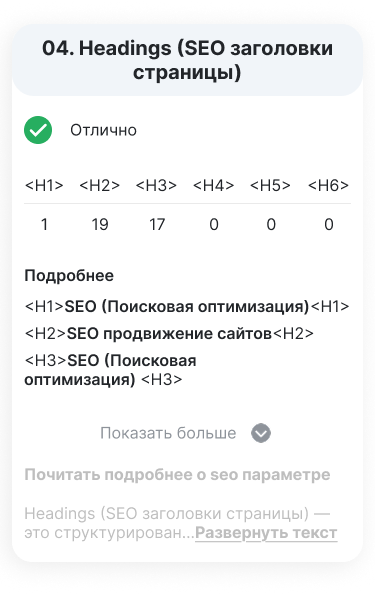 04. Headings (SEO заголовки
страницы)
Отлично
<H1> <H2> <H3> <H4> <H5> <H6>
1 19 17 0 0 0
Подробнее
<H1>SEO (Поисковая оптимизация)<H1>
<H2>SEO продвижение сайтов<H2>
<H3>SEO (Поисковая
оптимизация) <H3>
Показать больше
Почитать подробнее о seo параметре
Headings (SEO заголовки страницы) —
это структурирован...Развернуть текст